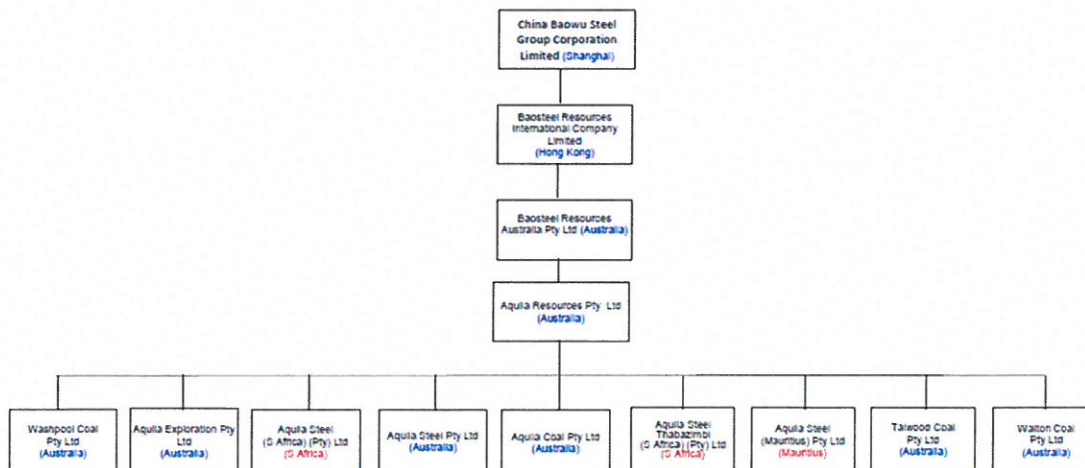 China Baowu Steel
Group Corporation
Limited (Shanghai)
Baosteel Resources
International Company
Limited
(Hong Kong)
Baosteel Resources
Australia Pty Ltd (Australia)
Aquila Resources Pty Ltd
(Australia)
Washpool Coal
Pty Ltd
(Australia)
Aquila Exploration Pty
Ltd
(Australia)
Aquila Steel
(S Africa) (Pty) Ltd
(S Africa)
Aquila Steel Pty Ltd
(Australia)
Aquila Coal Pty Ltd
(Australia)
Aquila Steel
Thabazimbi
(S Africa) (Pty) Ltd
(S Africa)
Aquila Steel
(Mauritius) Pty Ltd
(Mauritius)
Talwood Coal
Pty Ltd
(Australia)
Walton Coal
Pty Ltd
(Australia)